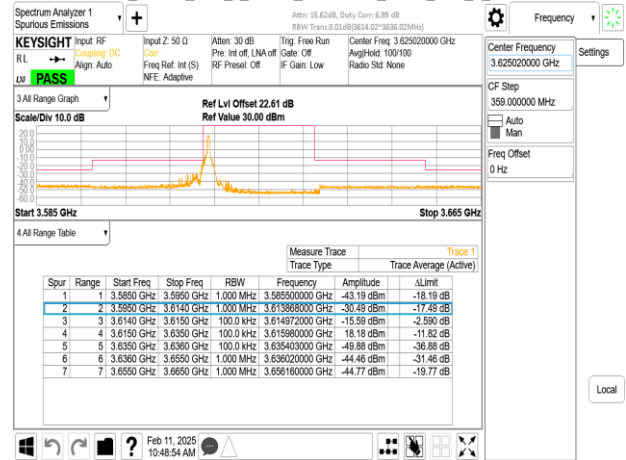 Spectrum Analyzer 1
Spurious Emissions
Attn: 15.62dB, Duty Corr: 6.99 dB
RBW Trans:3.01dB(3614.02~3636.02MHz)
Frequency
KEYSIGHT
RL
PASS
Input: RF
Coupling: DC
Align: Auto
Input Z: 50 Ω
Corr
Freq Ref: Int (S)
NFE: Adaptive
Atten: 30 dB
Pre: Int off, LNA off
RF Preset: Off
Trig: Free Run
Gate: Off
IF Gain: Low
Center Freq: 3.625020000 GHz
Avg|Hold: 100/100
Radio Std: None
Center Frequency
3.625020000 GHz
Settings
CF Step
359.000000 MHz
Auto
Man
Freq Offset
0 Hz
3 All Range Graph
Scale/Div 10.0 dB
Ref Lvl Offset 22.61 dB
Ref Value 30.00 dBm
20.0
10.0
0.00
-10.0
-20.0
-30.0
-40.0
-50.0
-60.0
Start 3.585 GHz
Stop 3.665 GHz
4 All Range Table
Measure Trace Trace 1
Trace Type Trace Average (Active)
Spur Range Start Freq Stop Freq RBW Frequency Amplitude ΔLimit
1 1 3.5850 GHz 3.5950 GHz 1.000 MHz 3.585500000 GHz -43.19 dBm -18.19 dB
2 2 3.5950 GHz 3.6140 GHz 1.000 MHz 3.613868000 GHz -30.49 dBm -17.49 dB
3 3 3.6140 GHz 3.6150 GHz 100.0 kHz 3.614972000 GHz -15.59 dBm -2.590 dB
4 4 3.6150 GHz 3.6350 GHz 100.0 kHz 3.615980000 GHz 18.18 dBm -11.82 dB
5 5 3.6350 GHz 3.6360 GHz 100.0 kHz 3.635403000 GHz -49.88 dBm -36.88 dB
6 6 3.6360 GHz 3.6550 GHz 1.000 MHz 3.636020000 GHz -44.46 dBm -31.46 dB
7 7 3.6550 GHz 3.6650 GHz 1.000 MHz 3.656160000 GHz -44.77 dBm -19.77 dB
Local
Feb 11, 2025
10:48:54 AM